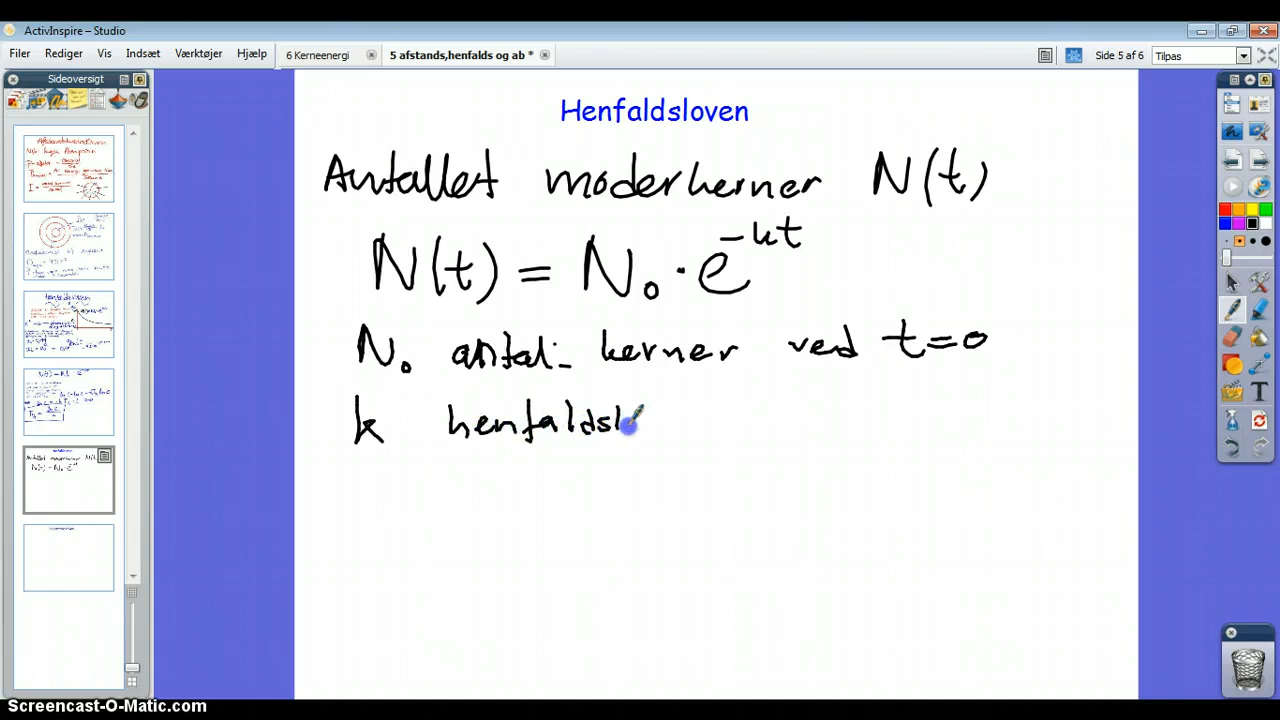 ActivInspire – Studio
Filer Rediger Vis Indsæt Værktøjer Hjælp
6 Kerneenergi
5 afstands,henfalds og ab *
Side 5 af 6
Tilpas
Sideoversigt
Henfaldsloven
Antallet moderkerner N(t)
N(t) = N₀ · e^-kt
N₀ antal kerner ved t=0
k henfaldsk
Screencast-O-Matic.com